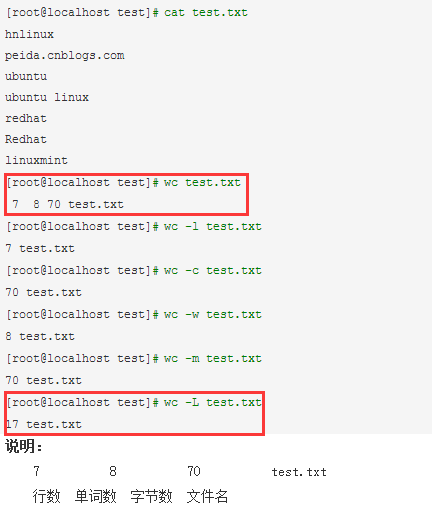 [root@localhost test]# cat test.txt
hnlinux
peida.cnblogs.com
ubuntu
ubuntu linux
redhat
Redhat
linuxmint
[root@localhost test]# wc test.txt
 7  8 70 test.txt
[root@localhost test]# wc -l test.txt
7 test.txt
[root@localhost test]# wc -c test.txt
70 test.txt
[root@localhost test]# wc -w test.txt
8 test.txt
[root@localhost test]# wc -m test.txt
70 test.txt
[root@localhost test]# wc -L test.txt
17 test.txt
说明：
7 8 70 test.txt
行数 单词数 字节数 文件名